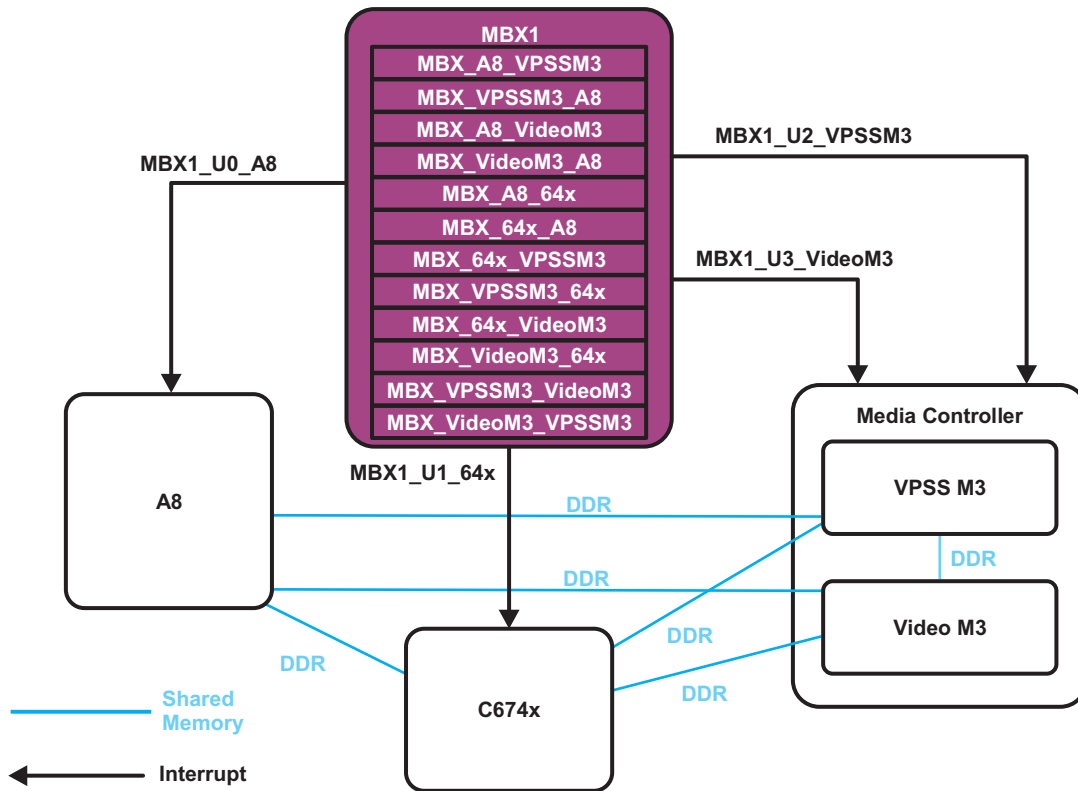 MBX1
MBX_A8_VPSSM3
MBX_VPSSM3_A8
MBX_A8_VideoM3
MBX_VideoM3_A8
MBX_A8_64x
MBX_64x_A8
MBX_64x_VPSSM3
MBX_VPSSM3_64x
MBX_64x_VideoM3
MBX_VideoM3_64x
MBX_VPSSM3_VideoM3
MBX_VideoM3_VPSSM3
MBX1_U0_A8
MBX1_U2_VPSSM3
MBX1_U3_VideoM3
MBX1_U1_64x
A8
Media Controller
VPSS M3
DDR
Video M3
DDR
DDR
DDR
DDR
DDR
C674x
Shared
Memory
Interrupt